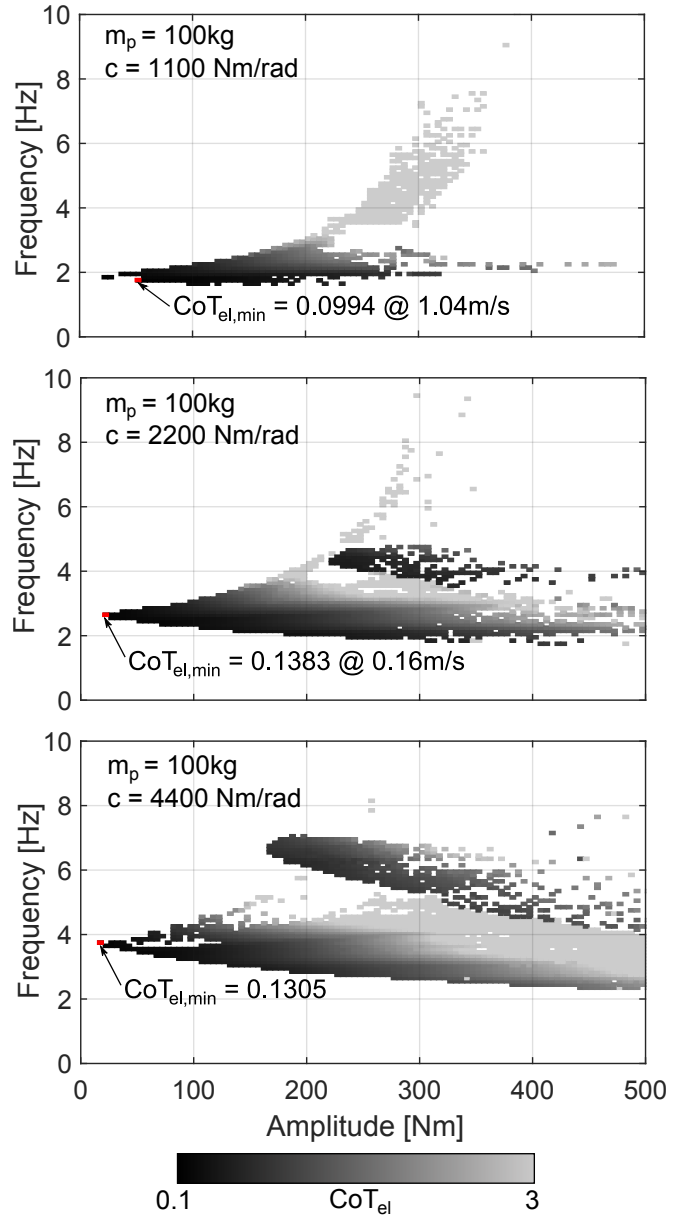 10
8
6
4
2
0
Frequency [Hz]
m_p = 100kg
c = 1100 Nm/rad
CoT_el,min = 0.0994 @ 1.04m/s
10
8
6
4
2
0
Frequency [Hz]
m_p = 100kg
c = 2200 Nm/rad
CoT_el,min = 0.1383 @ 0.16m/s
10
8
6
4
2
0
Frequency [Hz]
m_p = 100kg
c = 4400 Nm/rad
CoT_el,min = 0.1305
0 100 200 300 400 500
Amplitude [Nm]
0.1 CoT_el 3